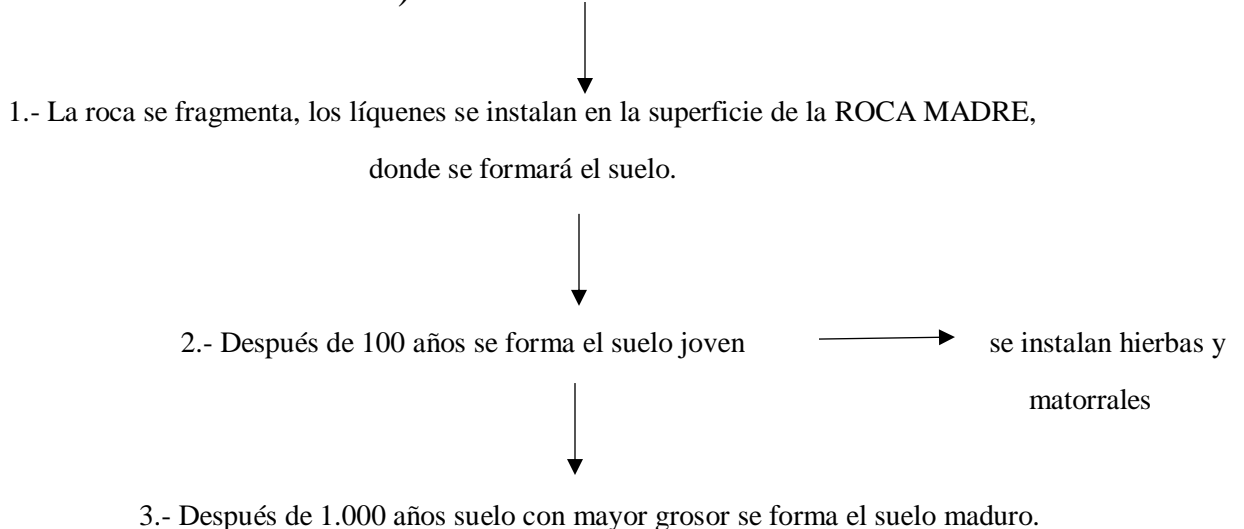 1.- La roca se fragmenta, los líquenes se instalan en la superficie de la ROCA MADRE,
donde se formará el suelo.
2.- Después de 100 años se forma el suelo joven se instalan hierbas y
matorrales
3.- Después de 1.000 años suelo con mayor grosor se forma el suelo maduro.